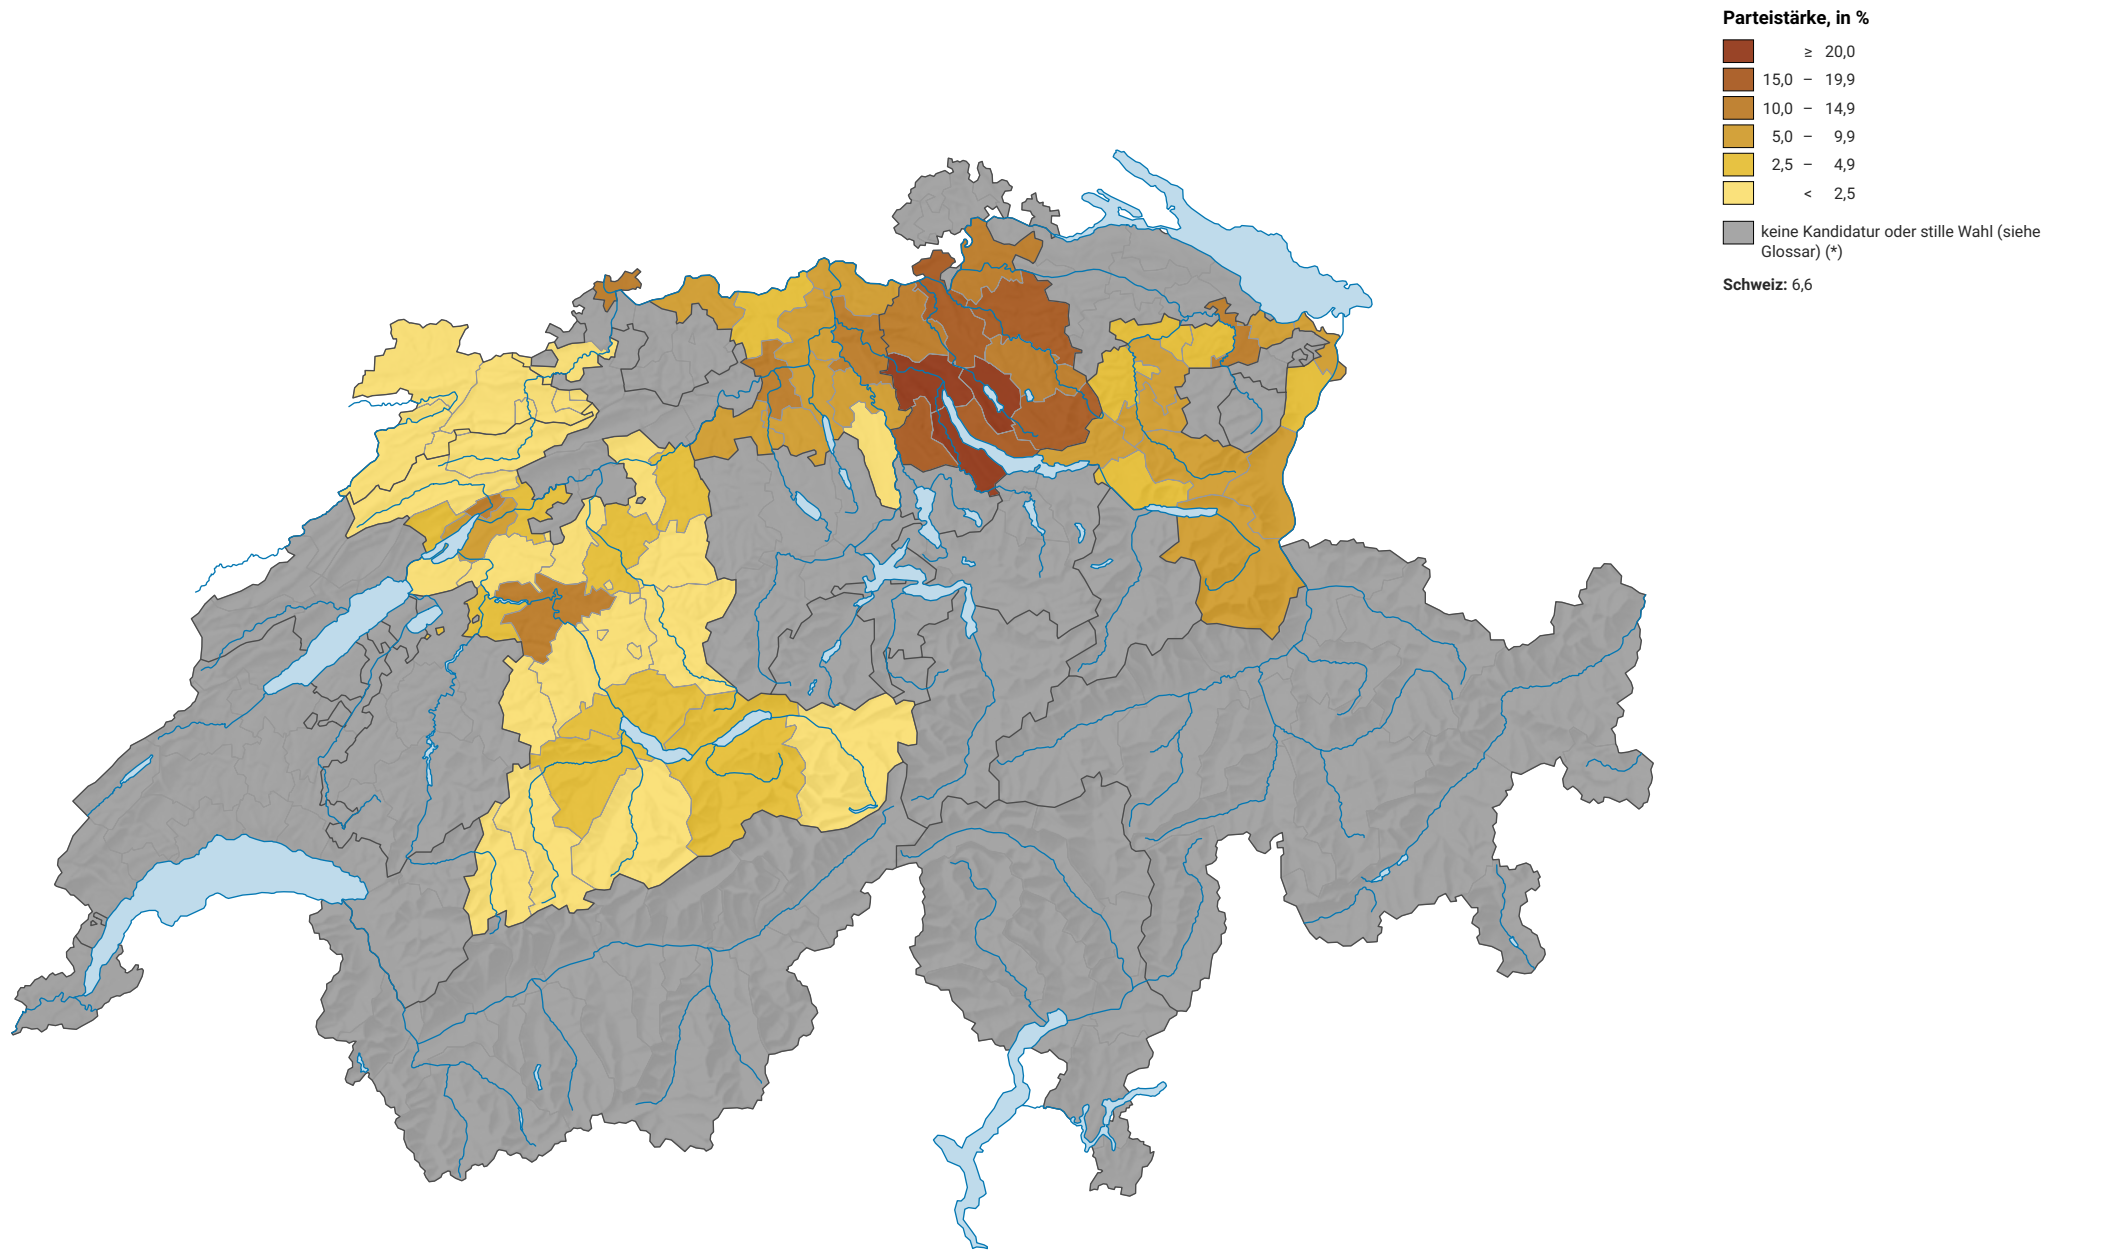 Parteistärke, in %
≥ 20,0
15,0 – 19,9
10,0 – 14,9
5,0 – 9,9
2,5 – 4,9
< 2,5
keine Kandidatur oder stille Wahl (siehe
Glossar) (*)
Schweiz: 6,6